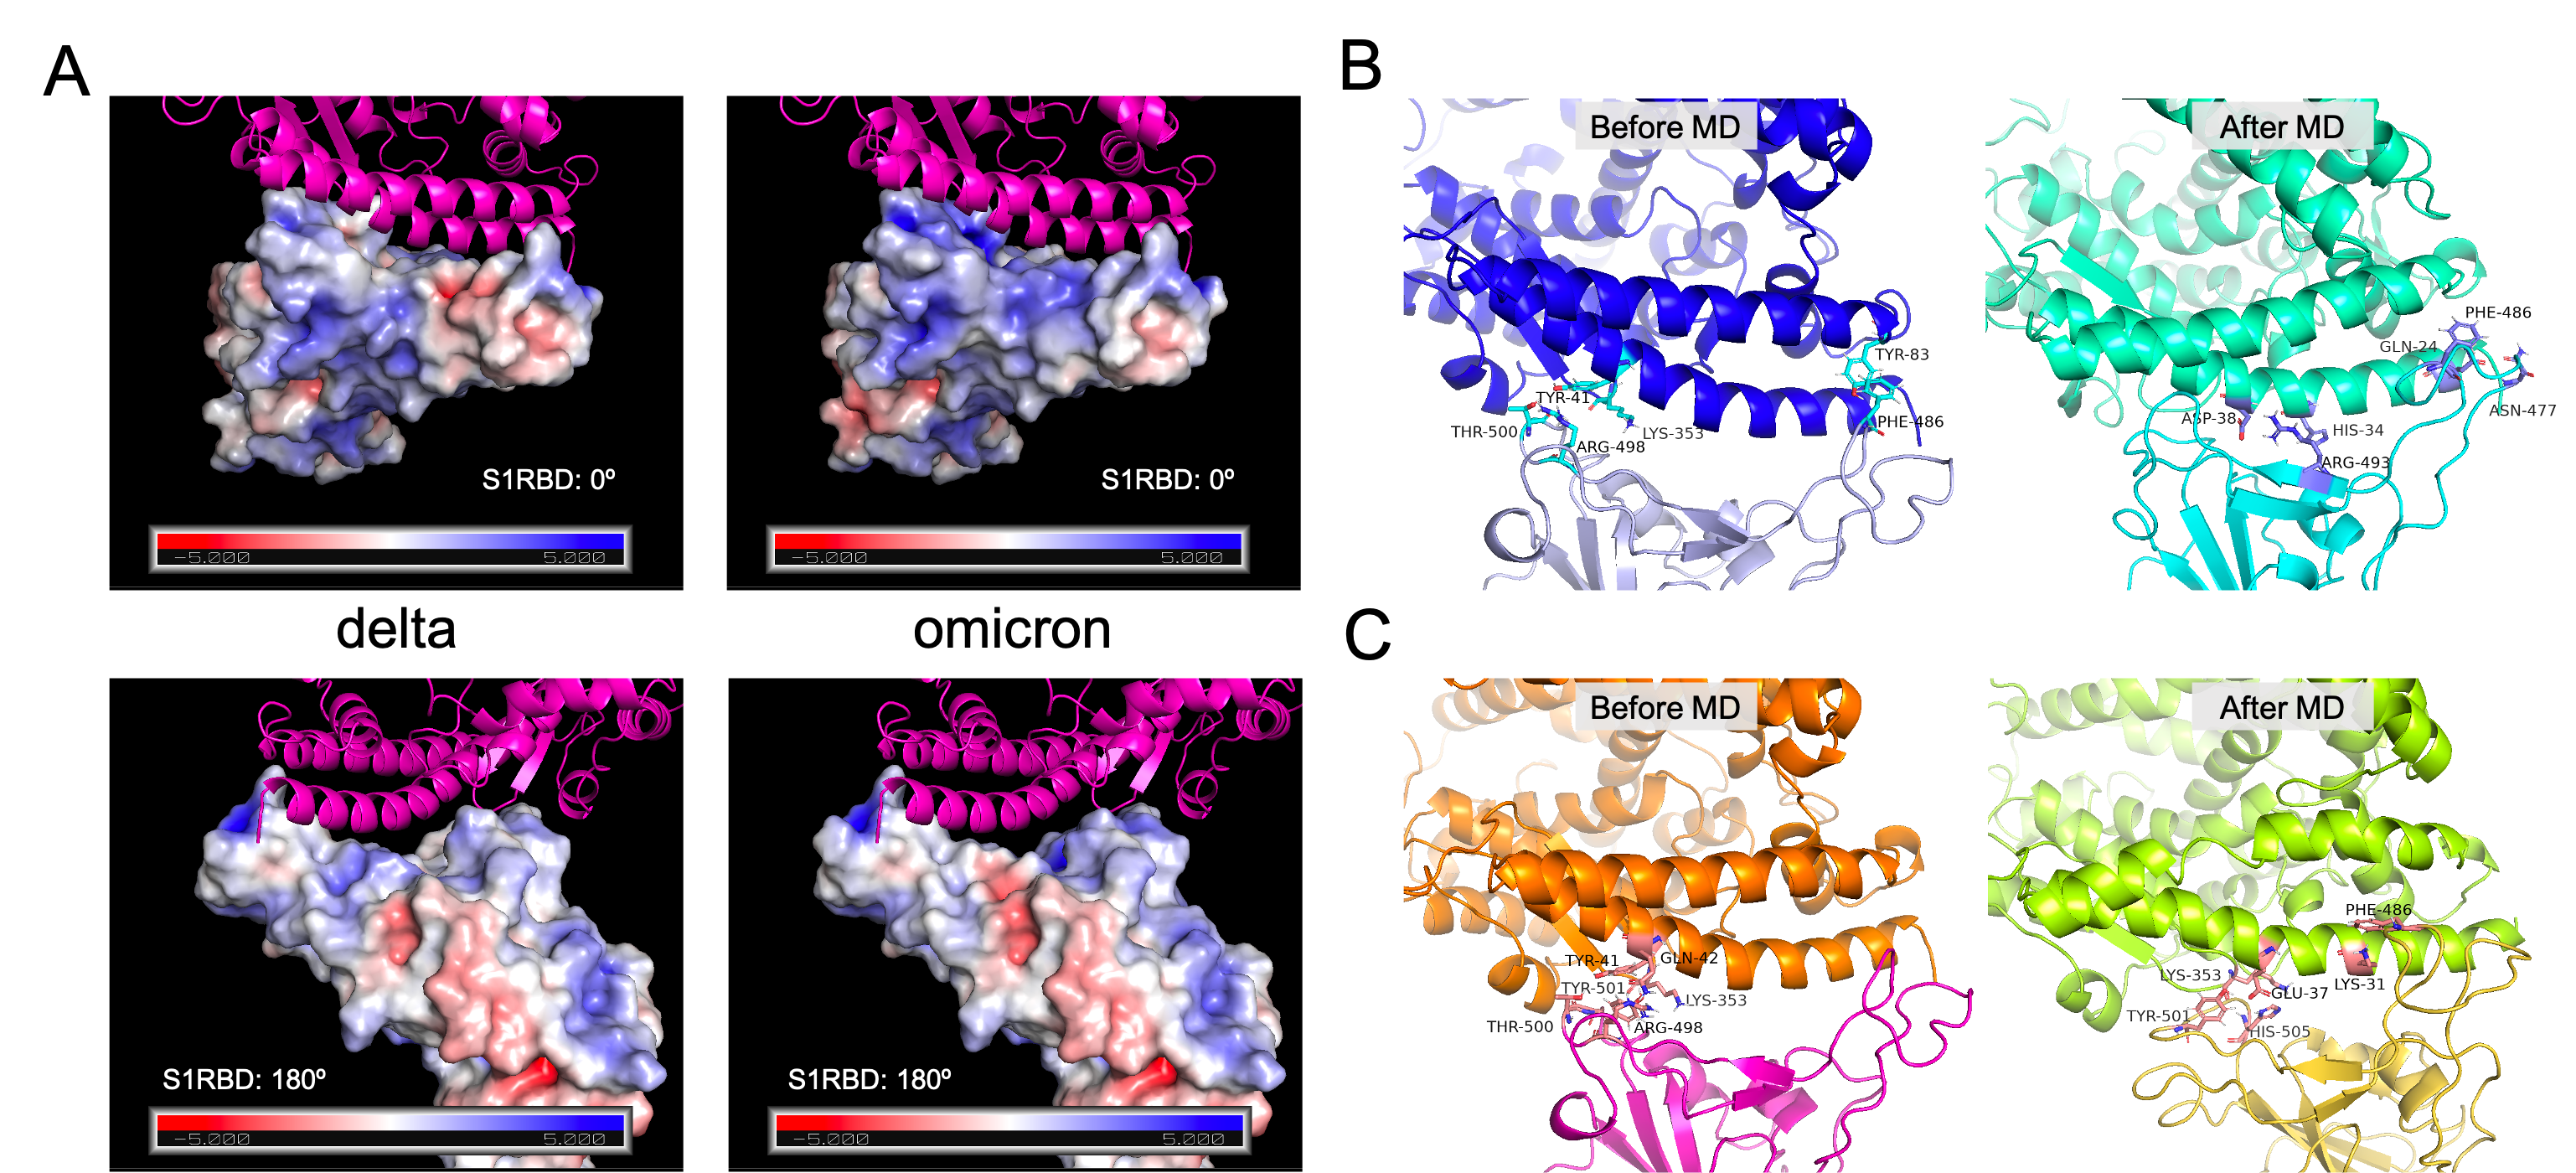 A
S1RBD: 0º
-5.000 5.000
S1RBD: 0º
-5.000 5.000
delta
omicron
S1RBD: 180º
-5.000 5.000
S1RBD: 180º
-5.000 5.000
B
Before MD
TYR-83
TYR-41
PHE-486
THR-500
LYS-353
ARG-498
After MD
PHE-486
GLN-24
ASN-477
ASP-38
HIS-34
ARG-493
C
Before MD
TYR-41
GLN-42
TYR-501
LYS-353
THR-500
ARG-498
After MD
PHE-486
LYS-353
LYS-31
GLU-37
TYR-501
HIS-505